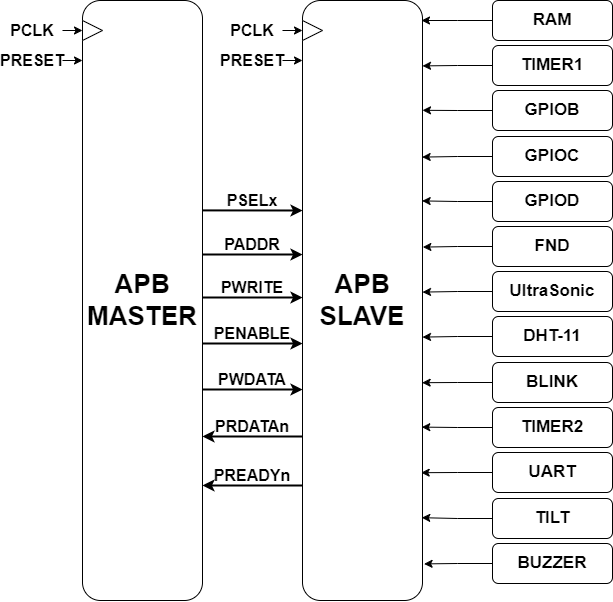 PCLK
PRESET
APB
MASTER
PSELx
PADDR
PWRITE
PENABLE
PWDATA
PRDATAn
PREADYn
PCLK
PRESET
APB
SLAVE
RAM
TIMER1
GPIOB
GPIOC
GPIOD
FND
UltraSonic
DHT-11
BLINK
TIMER2
UART
TILT
BUZZER